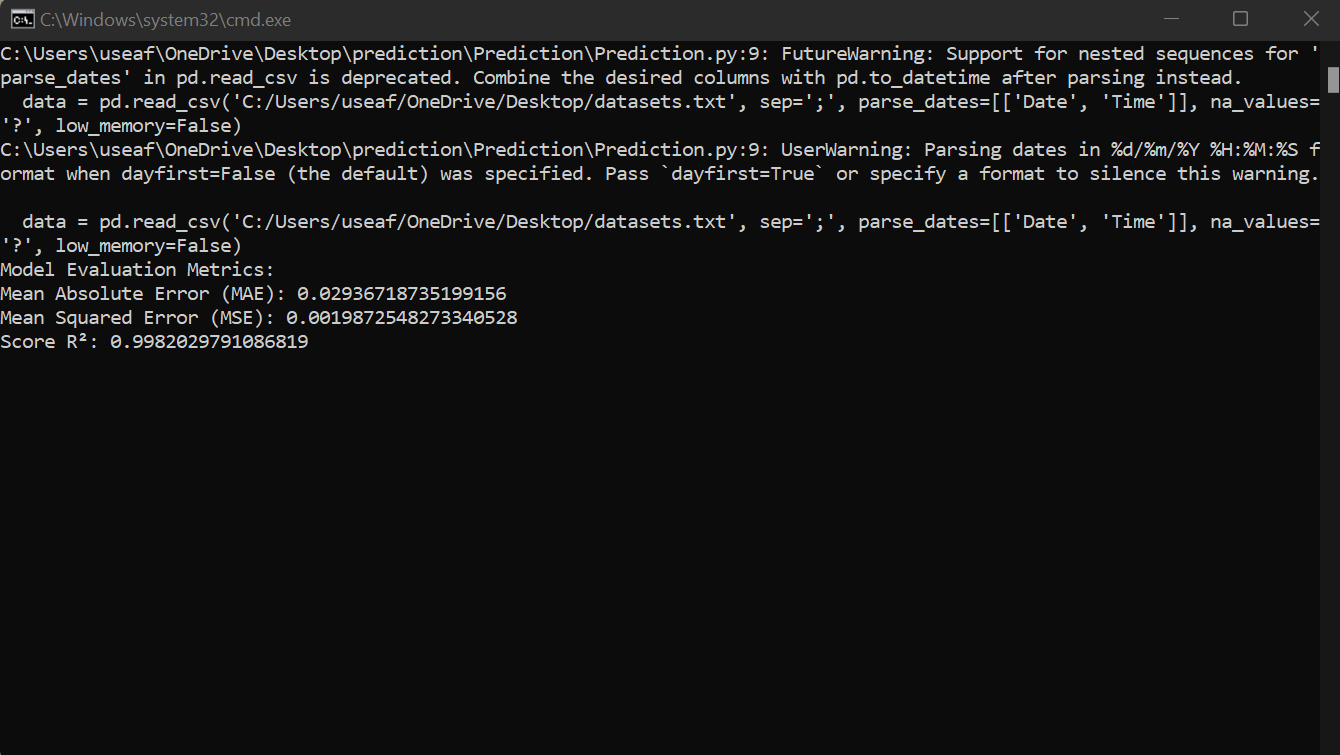 C:\Windows\system32\cmd.exe
C:\Users\useaf\OneDrive\Desktop\prediction\Prediction\Prediction.py:9: FutureWarning: Support for nested sequences for '
parse_dates' in pd.read_csv is deprecated. Combine the desired columns with pd.to_datetime after parsing instead.
  data = pd.read_csv('C:/Users/useaf/OneDrive/Desktop/datasets.txt', sep=';', parse_dates=[['Date', 'Time']], na_values=
'?', low_memory=False)
C:\Users\useaf\OneDrive\Desktop\prediction\Prediction\Prediction.py:9: UserWarning: Parsing dates in %d/%m/%Y %H:%M:%S f
ormat when dayfirst=False (the default) was specified. Pass `dayfirst=True` or specify a format to silence this warning.
  data = pd.read_csv('C:/Users/useaf/OneDrive/Desktop/datasets.txt', sep=';', parse_dates=[['Date', 'Time']], na_values=
'?', low_memory=False)
Model Evaluation Metrics:
Mean Absolute Error (MAE): 0.02936718735199156
Mean Squared Error (MSE): 0.0019872548273340528
Score R²: 0.9982029791086819